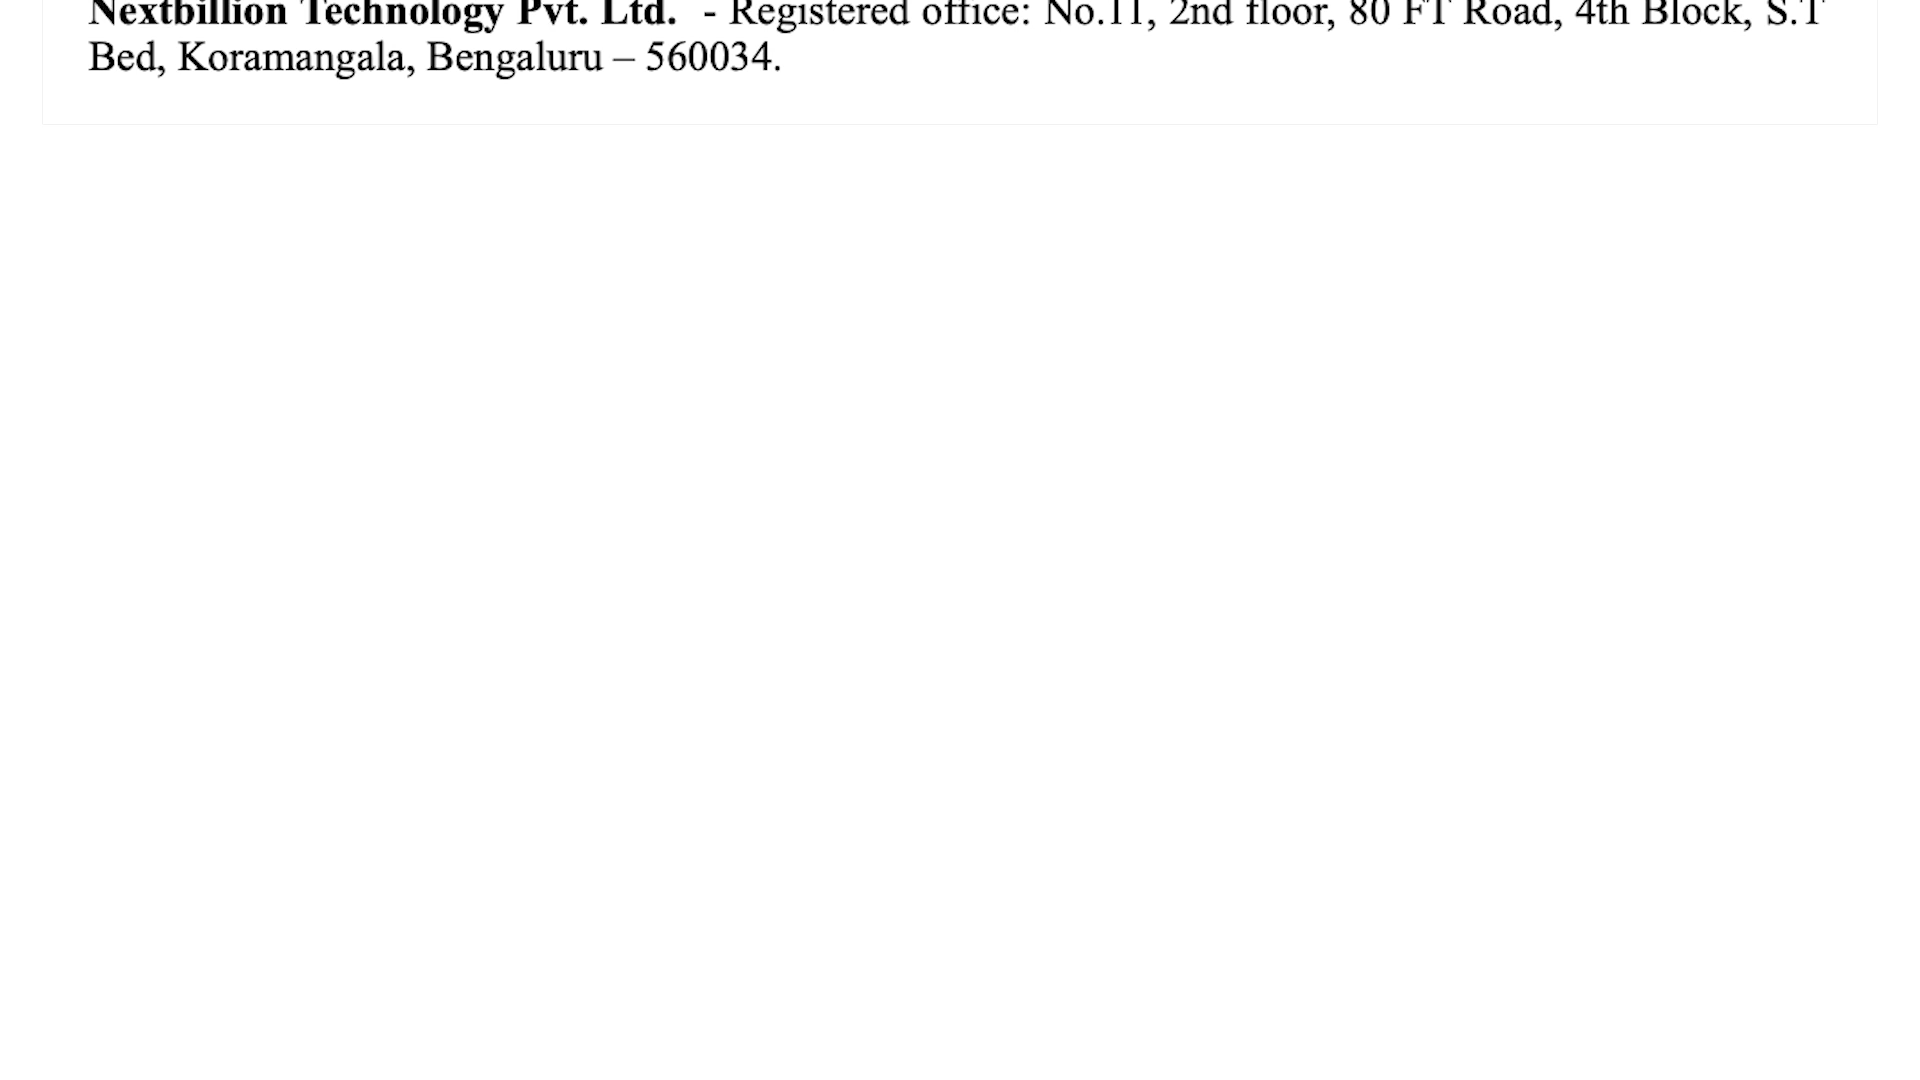 Nextbillion Technology Pvt. Ltd. - Registered office: No.11, 2nd floor, 80 FT Road, 4th Block, S.T
Bed, Koramangala, Bengaluru – 560034.